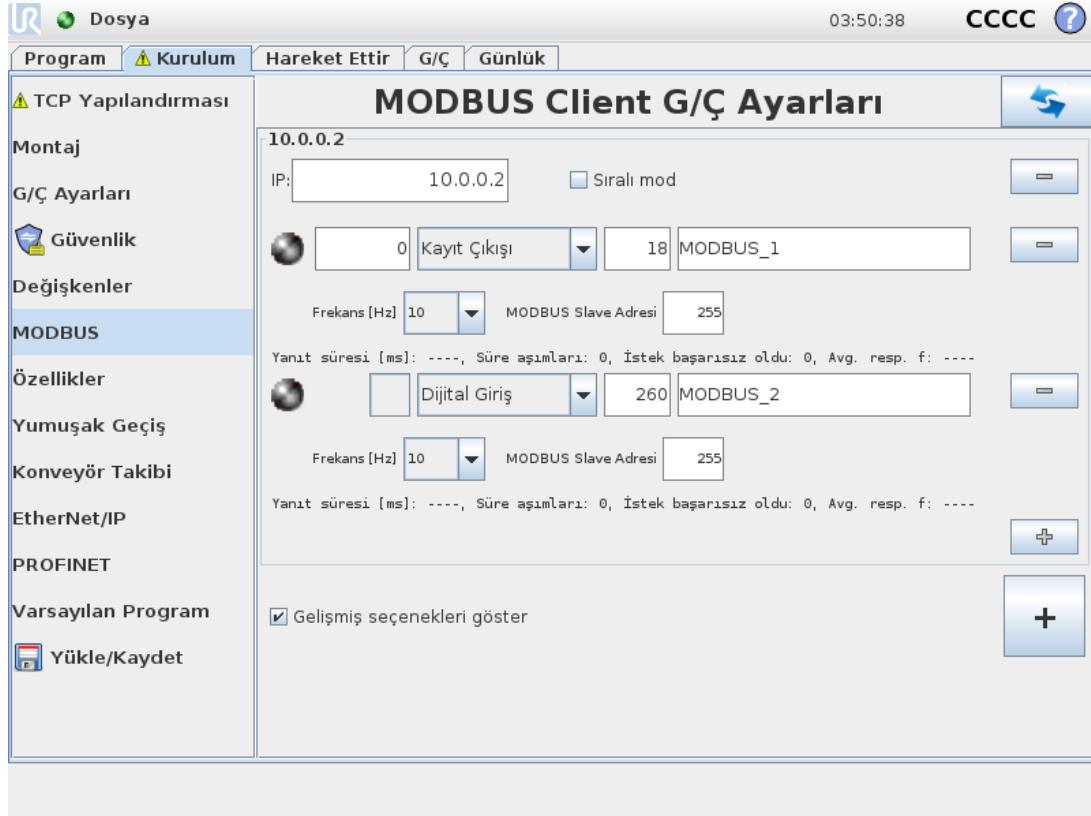 UR Dosya 03:50:38 CCCC ?
Program Kurulum Hareket Ettir G/Ç Günlük
TCP Yapılandırması
Montaj
G/Ç Ayarları
Güvenlik
Değişkenler
MODBUS
Özellikler
Yumuşak Geçiş
Konveyör Takibi
EtherNet/IP
PROFINET
Varsayılan Program
Yükle/Kaydet
MODBUS Client G/Ç Ayarları
10.0.0.2
IP: 10.0.0.2 Sıralı mod
0 Kayıt Çıkışı 18 MODBUS_1
Frekans [Hz] 10 MODBUS Slave Adresi 255
Yanıt süresi [ms]: ----, Süre aşımları: 0, İstek başarısız oldu: 0, Avg. resp. f: ----
Dijital Giriş 260 MODBUS_2
Frekans [Hz] 10 MODBUS Slave Adresi 255
Yanıt süresi [ms]: ----, Süre aşımları: 0, İstek başarısız oldu: 0, Avg. resp. f: ----
Gelişmiş seçenekleri göster